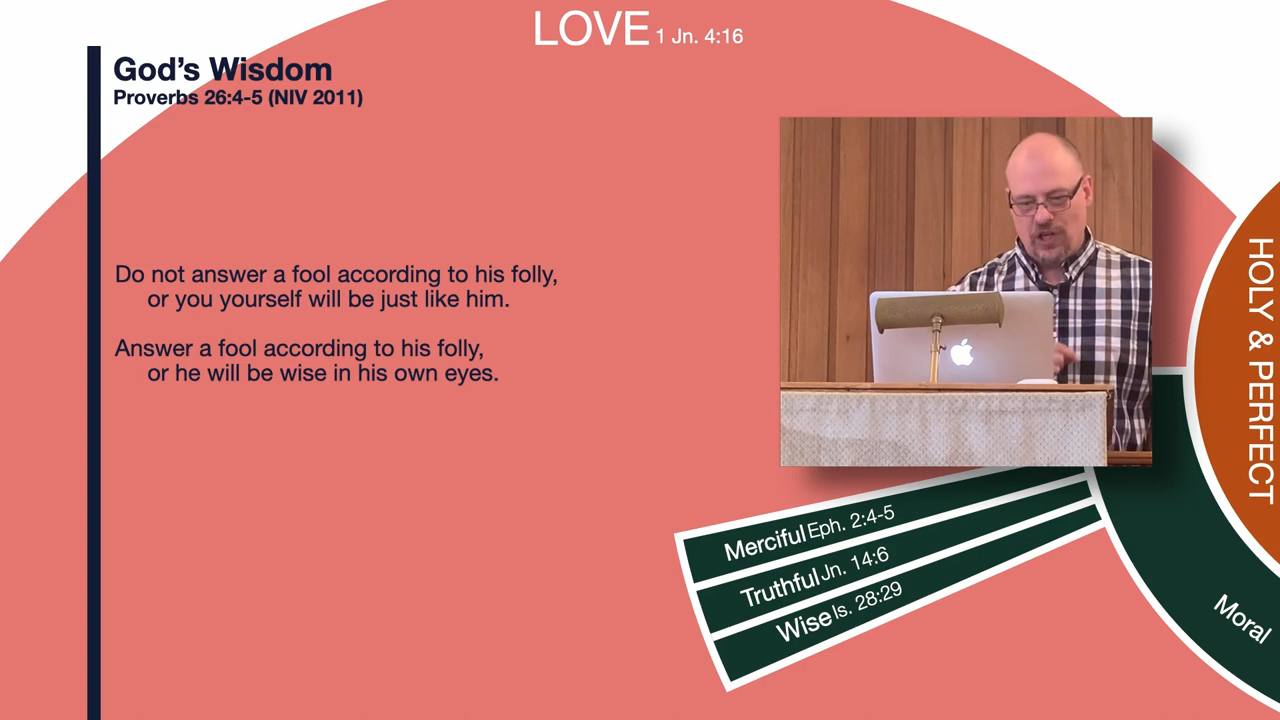 LOVE 1 Jn. 4:16
God’s Wisdom
Proverbs 26:4-5 (NIV 2011)
Do not answer a fool according to his folly,
or you yourself will be just like him.
Answer a fool according to his folly,
or he will be wise in his own eyes.
HOLY & PERFECT
Merciful Eph. 2:4-5
Truthful Jn. 14:6
Wise Is. 28:29
Moral